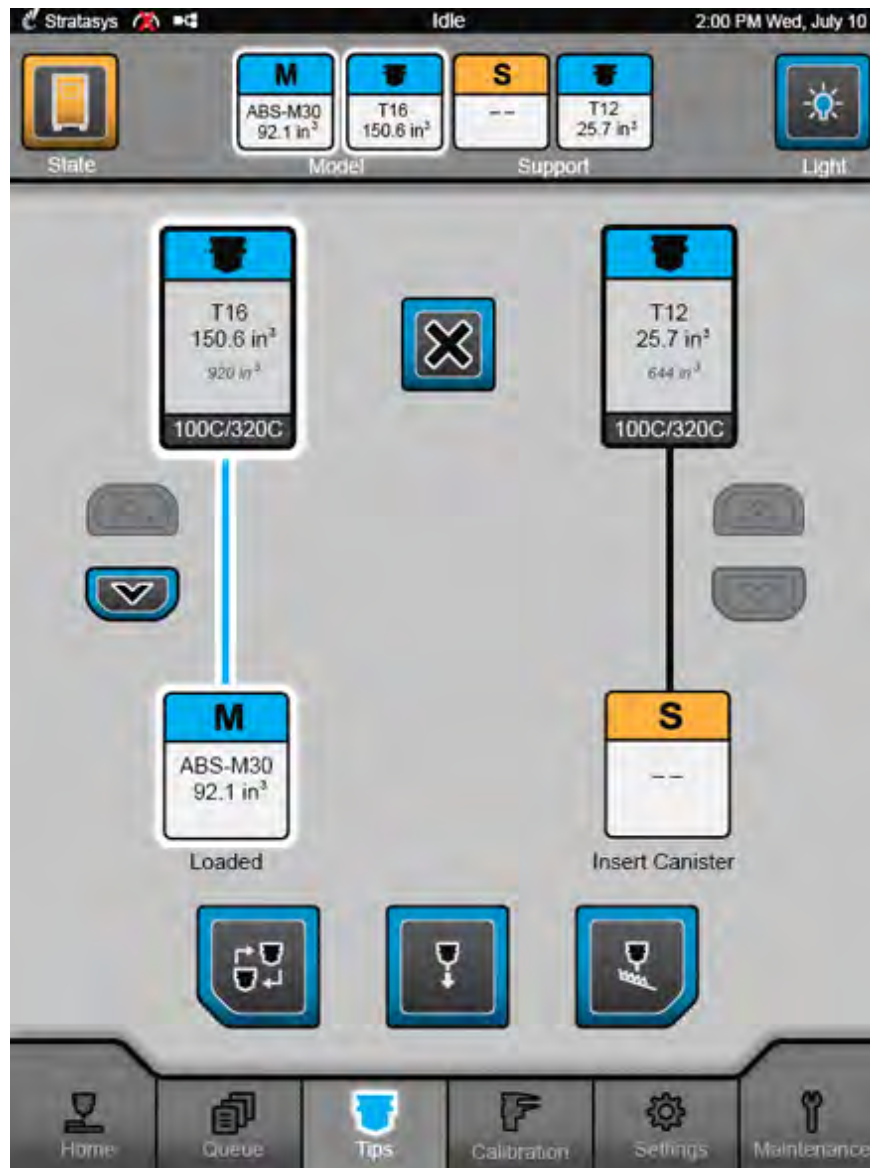 Stratasys
Idle
2:00 PM Wed, July 10
M
ABS-M30
92.1 in³
T16
150.6 in³
S
--
T12
25.7 in³
State
Model
Support
Light
T16
150.6 in³
920 in³
100C/320C
T12
25.7 in³
644 in³
100C/320C
M
ABS-M30
92.1 in³
Loaded
S
--
Insert Canister
Home
Queue
Tips
Calibration
Settings
Maintenance